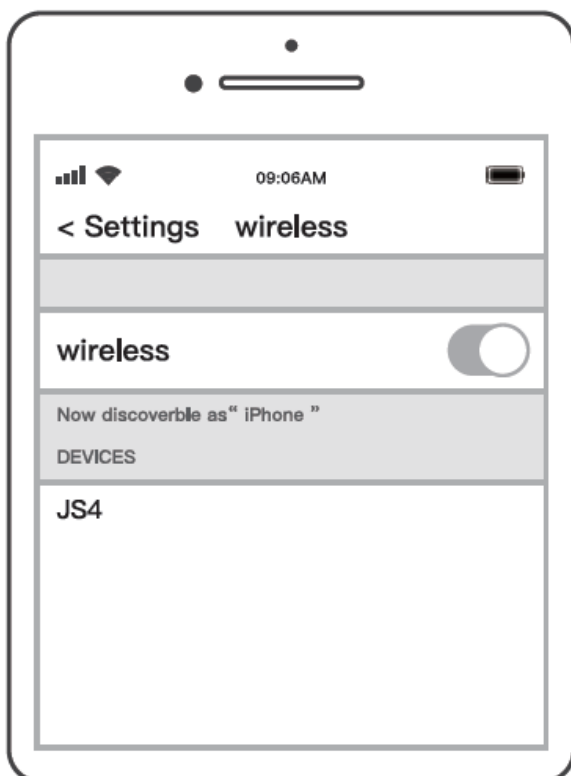 09:06AM
< Settings wireless
wireless
Now discoverble as“ iPhone ”
DEVICES
JS4